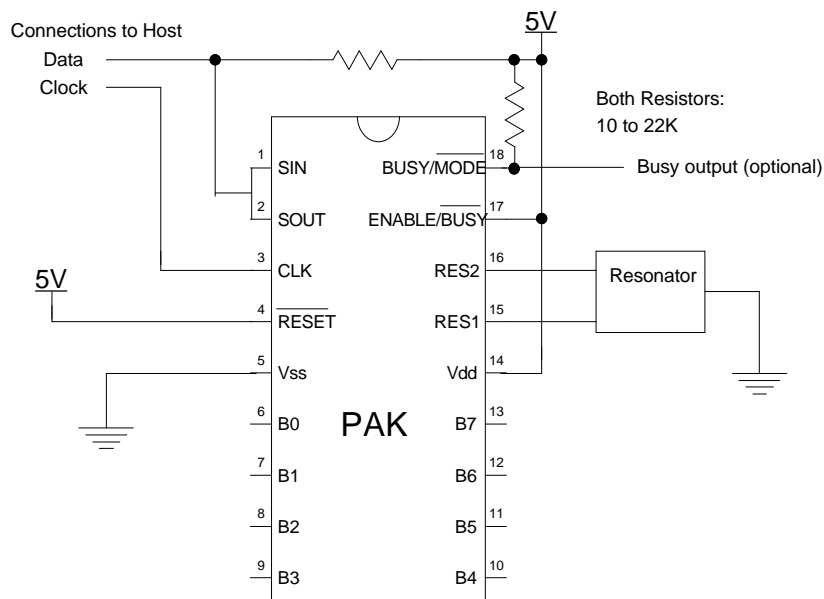 5V
Connections to Host
Data
Clock
Both Resistors:
10 to 22K
1 SIN BUSY/MODE 18 Busy output (optional)
2 SOUT ENABLE/BUSY 17
3 CLK RES2 16 Resonator
5V
4 RESET RES1 15
5 Vss Vdd 14
6 B0 PAK B7 13
7 B1 B6 12
8 B2 B5 11
9 B3 B4 10